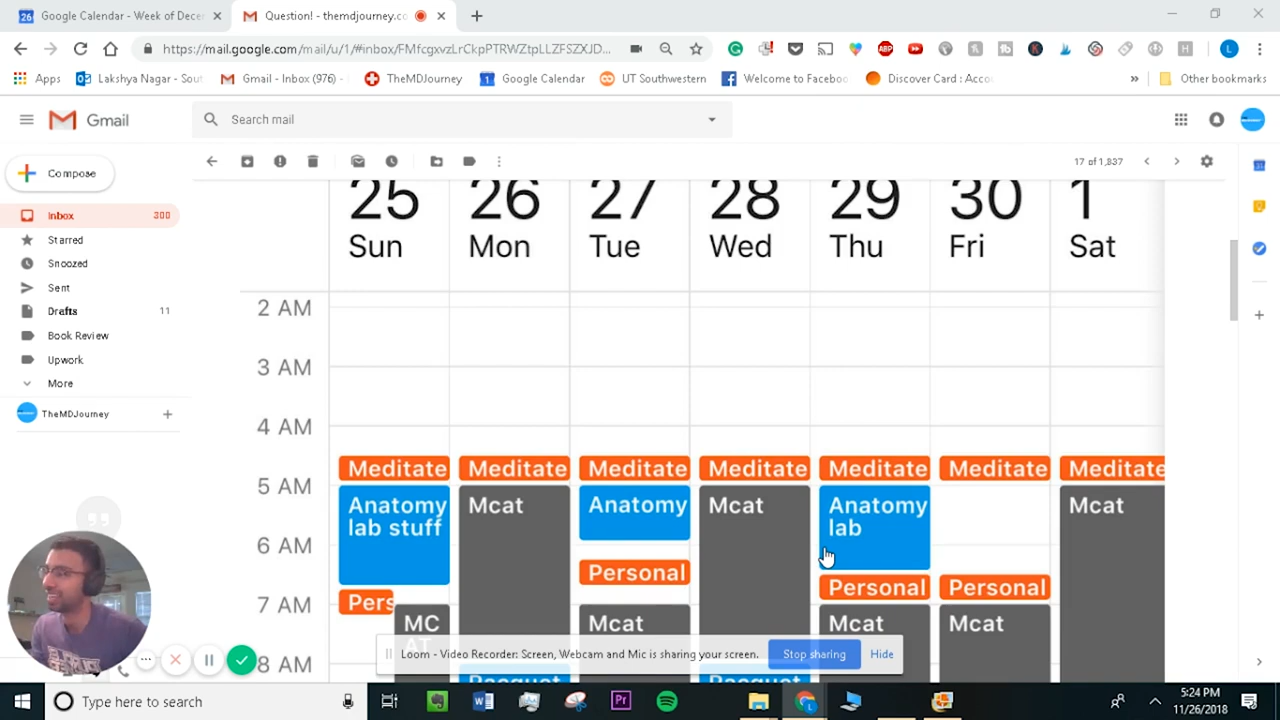 Google Calendar - Week of Decer
Question! - themdjourney.co
https://mail.google.com/mail/u/1/#inbox/FMfcgxvzLrCkpPTRWZtpLLZFSZXJD...
ABP
L
Apps
Lakshya Nagar - Sout
Gmail - Inbox (976) -
TheMDJourney
Google Calendar
UT Southwestern
Welcome to Faceboo
Discover Card : Acco
»
Other bookmarks
Gmail
Search mail
Compose
17 of 1,837
Inbox 300
Starred
Snoozed
Sent
Drafts 11
Book Review
Upwork
More
TheMDJourney
25 26 27 28 29 30 1
Sun Mon Tue Wed Thu Fri Sat
2 AM
3 AM
4 AM
Meditate Meditate Meditate Meditate Meditate Meditate Meditate
5 AM
Anatomy lab stuff
Mcat
Anatomy
Mcat
Anatomy lab
Mcat
6 AM
Personal
Personal
Personal
Pers
7 AM
MC AT
Mcat
Mcat
Mcat
8 AM
Racquet
Racquet
Loom - Video Recorder: Screen, Webcam and Mic is sharing your screen.
Stop sharing
Hide
Type here to search
5:24 PM
11/26/2018